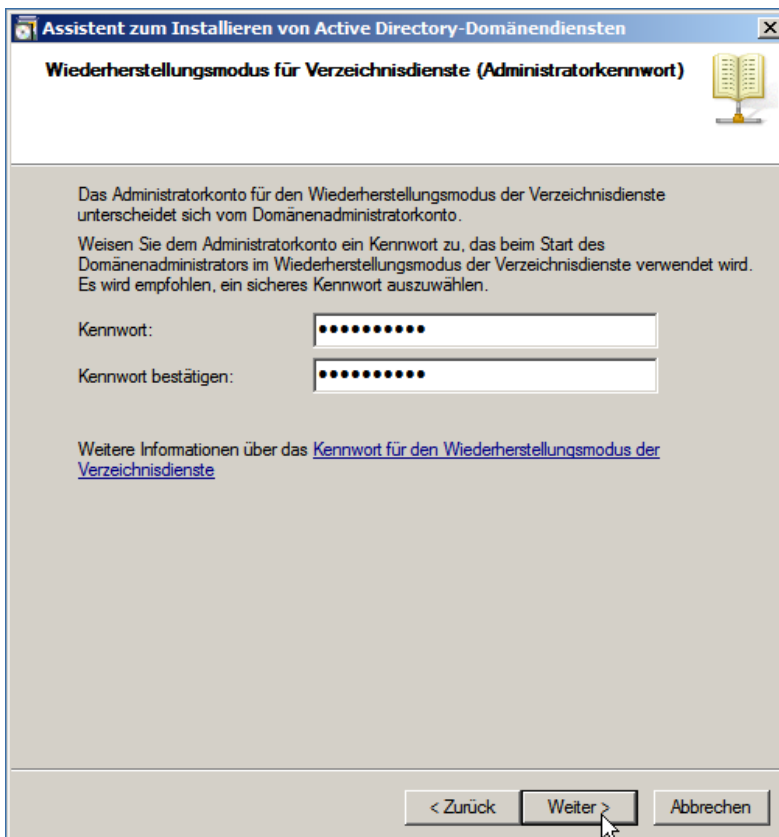 Assistent zum Installieren von Active Directory-Domänendiensten
Wiederherstellungsmodus für Verzeichnisdienste (Administratorkennwort)
Das Administratorkonto für den Wiederherstellungsmodus der Verzeichnisdienste
unterscheidet sich vom Domänenadministratorkonto.
Weisen Sie dem Administratorkonto ein Kennwort zu, das beim Start des
Domänenadministrators im Wiederherstellungsmodus der Verzeichnisdienste verwendet wird.
Es wird empfohlen, ein sicheres Kennwort auszuwählen.
Kennwort: ●●●●●●●●●●
Kennwort bestätigen: ●●●●●●●●●●
Weitere Informationen über das Kennwort für den Wiederherstellungsmodus der
Verzeichnisdienste
< Zurück Weiter > Abbrechen